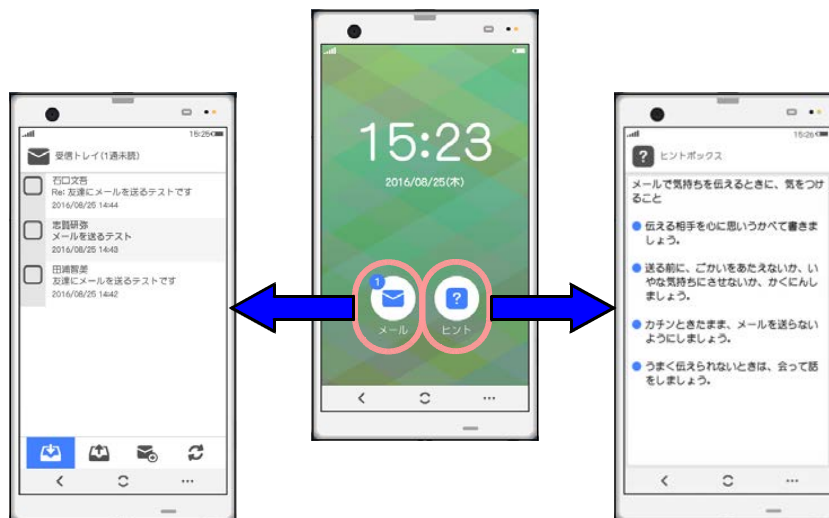 15:25
受信トレイ(1通未読)
石口文吾
Re: 友達にメールを送るテストです
2016/08/25 14:44
志賀研弥
メールを送るテスト
2016/08/25 14:43
田浦智美
友達にメールを送るテストです
2016/08/25 14:42
15:23
2016/08/25(木)
1
メール
?
ヒント
15:26
? ヒントボックス
メールで気持ちを伝えるときに、気をつけ
ること
伝える相手を心に思いうかべて書きま
しょう。
送る前に、ごかいをあたえないか、い
やな気持ちにさせないか、かくにんし
ましょう。
カチンときたまま、メールを送らない
ようにしましょう。
うまく伝えられないときは、会って話
をしましょう。